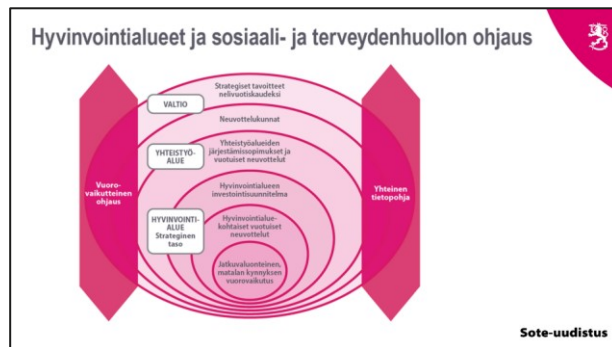 Hyvinvointialueet ja sosiaali- ja terveydenhuollon ohjaus
Strategiset tavoitteet
nelivuotiskaudeksi
VALTIO
Neuvottelukunnat
YHTEISTYÖ-
ALUE
Yhteistyöalueiden
järjestämissopimukset ja
vuotuiset neuvottelut
Vuoro-
vaikutteinen
ohjaus
Hyvinvointialueen
investointisuunnitelma
Yhteinen
tietopohja
HYVINVOINTI-
ALUE
Strateginen
taso
Hyvinvointialue-
kohtaiset vuotuiset
neuvottelut
Jatkuvaluonteinen,
matalan kynnyksen
vuorovaikutus
Sote-uudistus